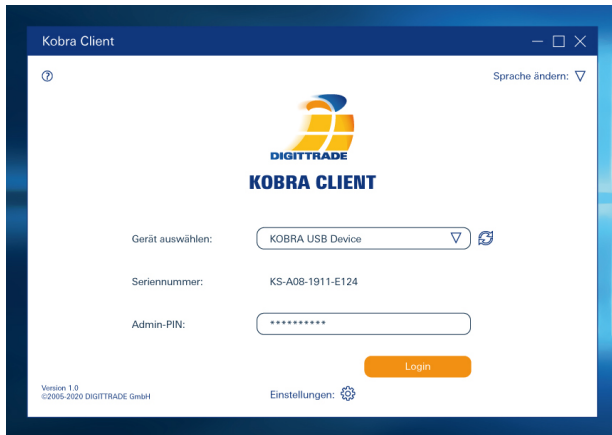 Kobra Client
Sprache ändern:
DIGITTRADE
KOBRA CLIENT
Gerät auswählen: KOBRA USB Device
Seriennummer: KS-A08-1911-E124
Admin-PIN: **********
Login
Version 1.0
©2005-2020 DIGITTRADE GmbH
Einstellungen: